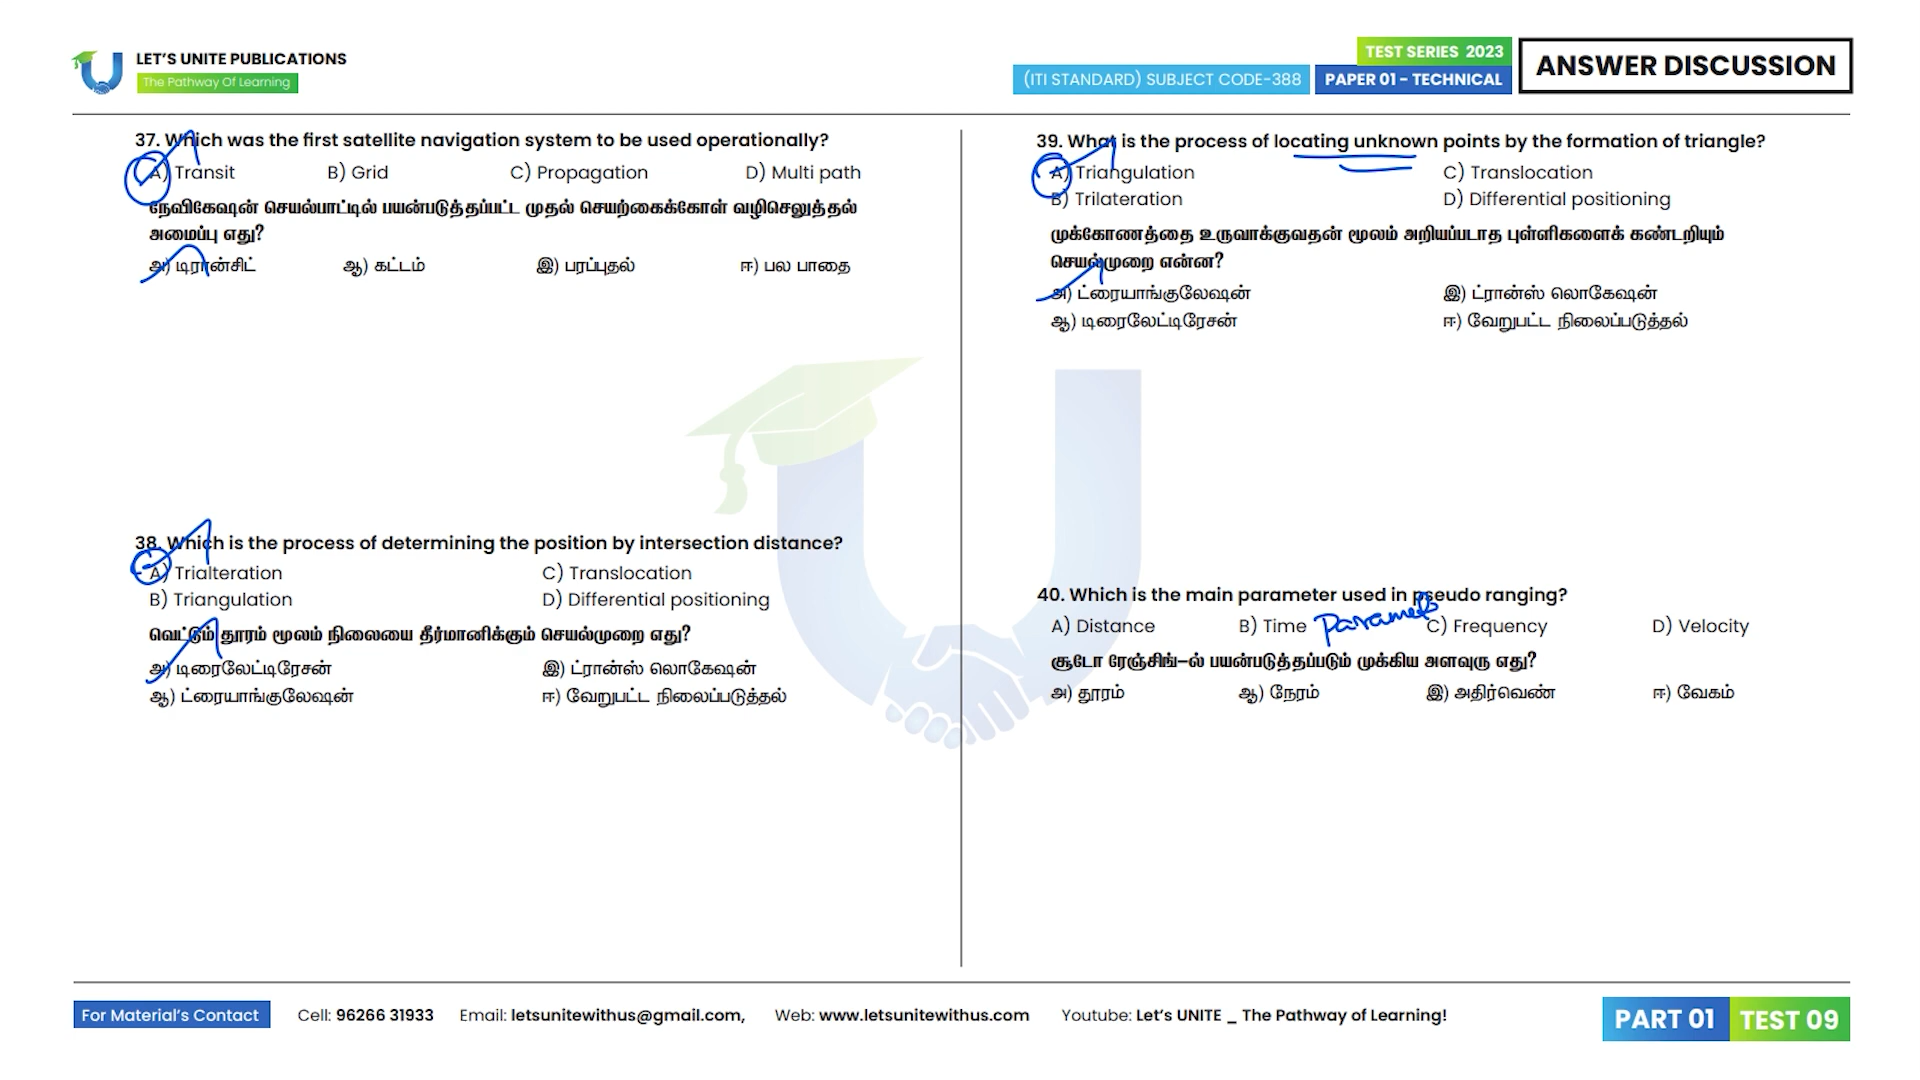 LET'S UNITE PUBLICATIONS
The Pathway Of Learning
TEST SERIES 2023
(ITI STANDARD) SUBJECT CODE-388
PAPER 01 - TECHNICAL
ANSWER DISCUSSION
37. Which was the first satellite navigation system to be used operationally?
A) Transit B) Grid C) Propagation D) Multi path
நேவிகேஷன் செயல்பாட்டில் பயன்படுத்தப்பட்ட முதல் செயற்கைக்கோள் வழிசெலுத்தல்
அமைப்பு எது?
அ) டிரான்சிட் ஆ) கட்டம் இ) பரப்புதல் ஈ) பல பாதை
38. Which is the process of determining the position by intersection distance?
A) Trialteration C) Translocation
B) Triangulation D) Differential positioning
வெட்டும் தூரம் மூலம் நிலையை தீர்மானிக்கும் செயல்முறை எது?
அ) டிரைலேட்டிரேசன் இ) ட்ரான்ஸ் லொகேஷன்
ஆ) ட்ரையாங்குலேஷன் ஈ) வேறுபட்ட நிலைப்படுத்தல்
39. What is the process of locating unknown points by the formation of triangle?
A) Triangulation C) Translocation
B) Trilateration D) Differential positioning
முக்கோணத்தை உருவாக்குவதன் மூலம் அறியப்படாத புள்ளிகளைக் கண்டறியும்
செயல்முறை என்ன?
அ) ட்ரையாங்குலேஷன் இ) ட்ரான்ஸ் லொகேஷன்
ஆ) டிரைலேட்டிரேசன் ஈ) வேறுபட்ட நிலைப்படுத்தல்
40. Which is the main parameter used in pseudo ranging?
A) Distance B) Time C) Frequency D) Velocity
சூடோ ரேஞ்சிங்-ல் பயன்படுத்தப்படும் முக்கிய அளவுரு எது?
அ) தூரம் ஆ) நேரம் இ) அதிர்வெண் ஈ) வேகம்
For Material's Contact Cell: 96266 31933 Email: letsunitewithus@gmail.com, Web: www.letsunitewithus.com Youtube: Let's UNITE _ The Pathway of Learning!
PART 01 TEST 09